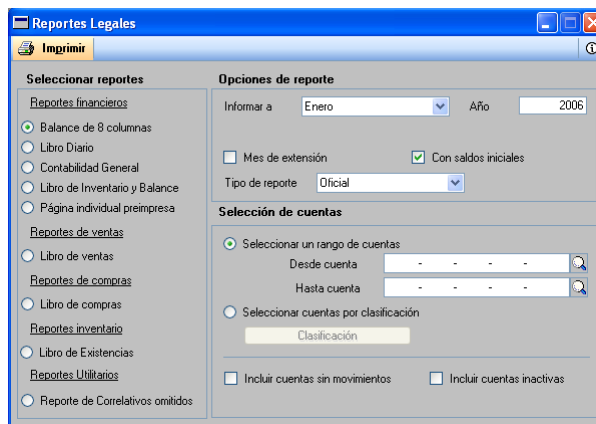 Reportes Legales
Imprimir
Seleccionar reportes
Reportes financieros
Balance de 8 columnas
Libro Diario
Contabilidad General
Libro de Inventario y Balance
Página individual preimpresa
Reportes de ventas
Libro de ventas
Reportes de compras
Libro de compras
Reportes inventario
Libro de Existencias
Reportes Utilitarios
Reporte de Correlativos omitidos
Opciones de reporte
Informar a Enero Año 2006
Mes de extensión Con saldos iniciales
Tipo de reporte Oficial
Selección de cuentas
Seleccionar un rango de cuentas
Desde cuenta - - - -
Hasta cuenta - - - -
Seleccionar cuentas por clasificación
Clasificación
Incluir cuentas sin movimientos Incluir cuentas inactivas